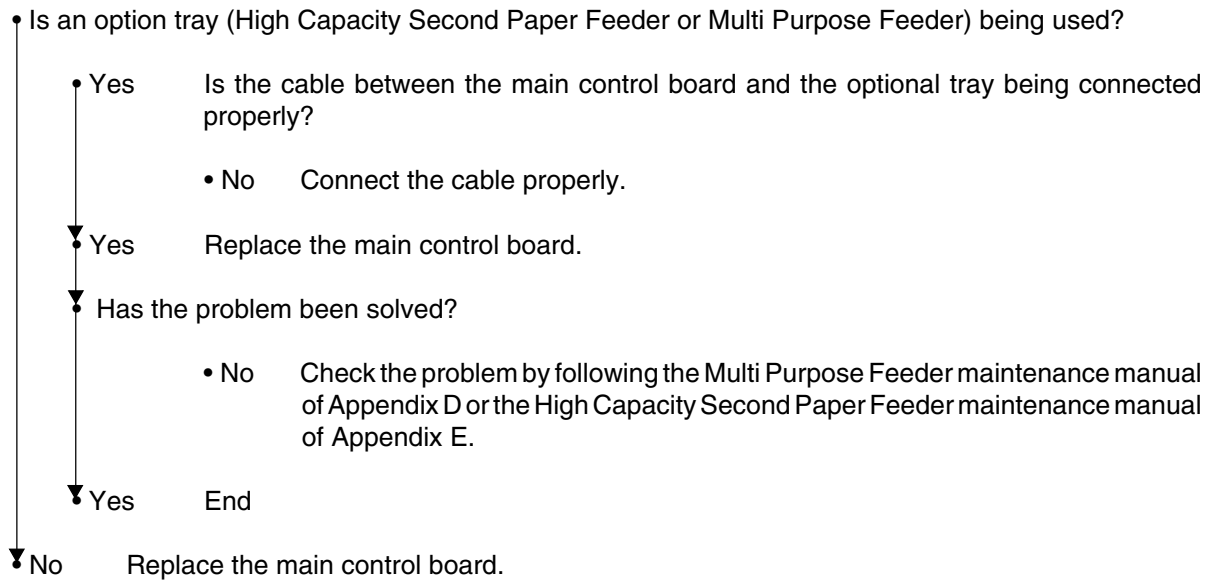 • Is an option tray (High Capacity Second Paper Feeder or Multi Purpose Feeder) being used?
• Yes Is the cable between the main control board and the optional tray being connected
properly?
• No Connect the cable properly.
• Yes Replace the main control board.
• Has the problem been solved?
• No Check the problem by following the Multi Purpose Feeder maintenance manual
of Appendix D or the High Capacity Second Paper Feeder maintenance manual
of Appendix E.
• Yes End
• No Replace the main control board.